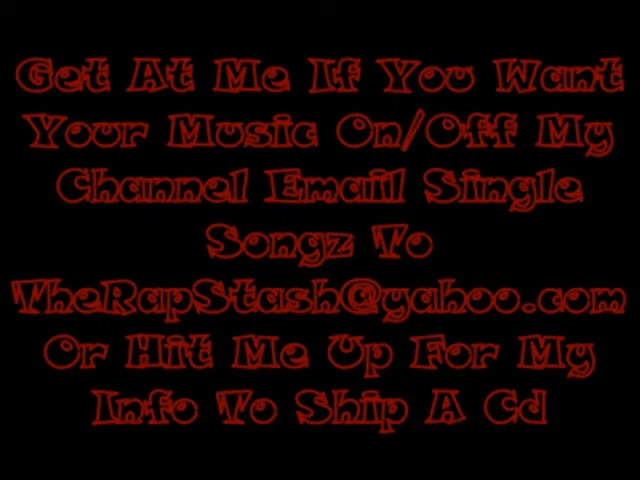 Get At Me If You Want
Your Music On/Off My
Channel Email Single
Songz To
TheRapStash@yahoo.com
Or Hit Me Up For My
Info To Ship A Cd